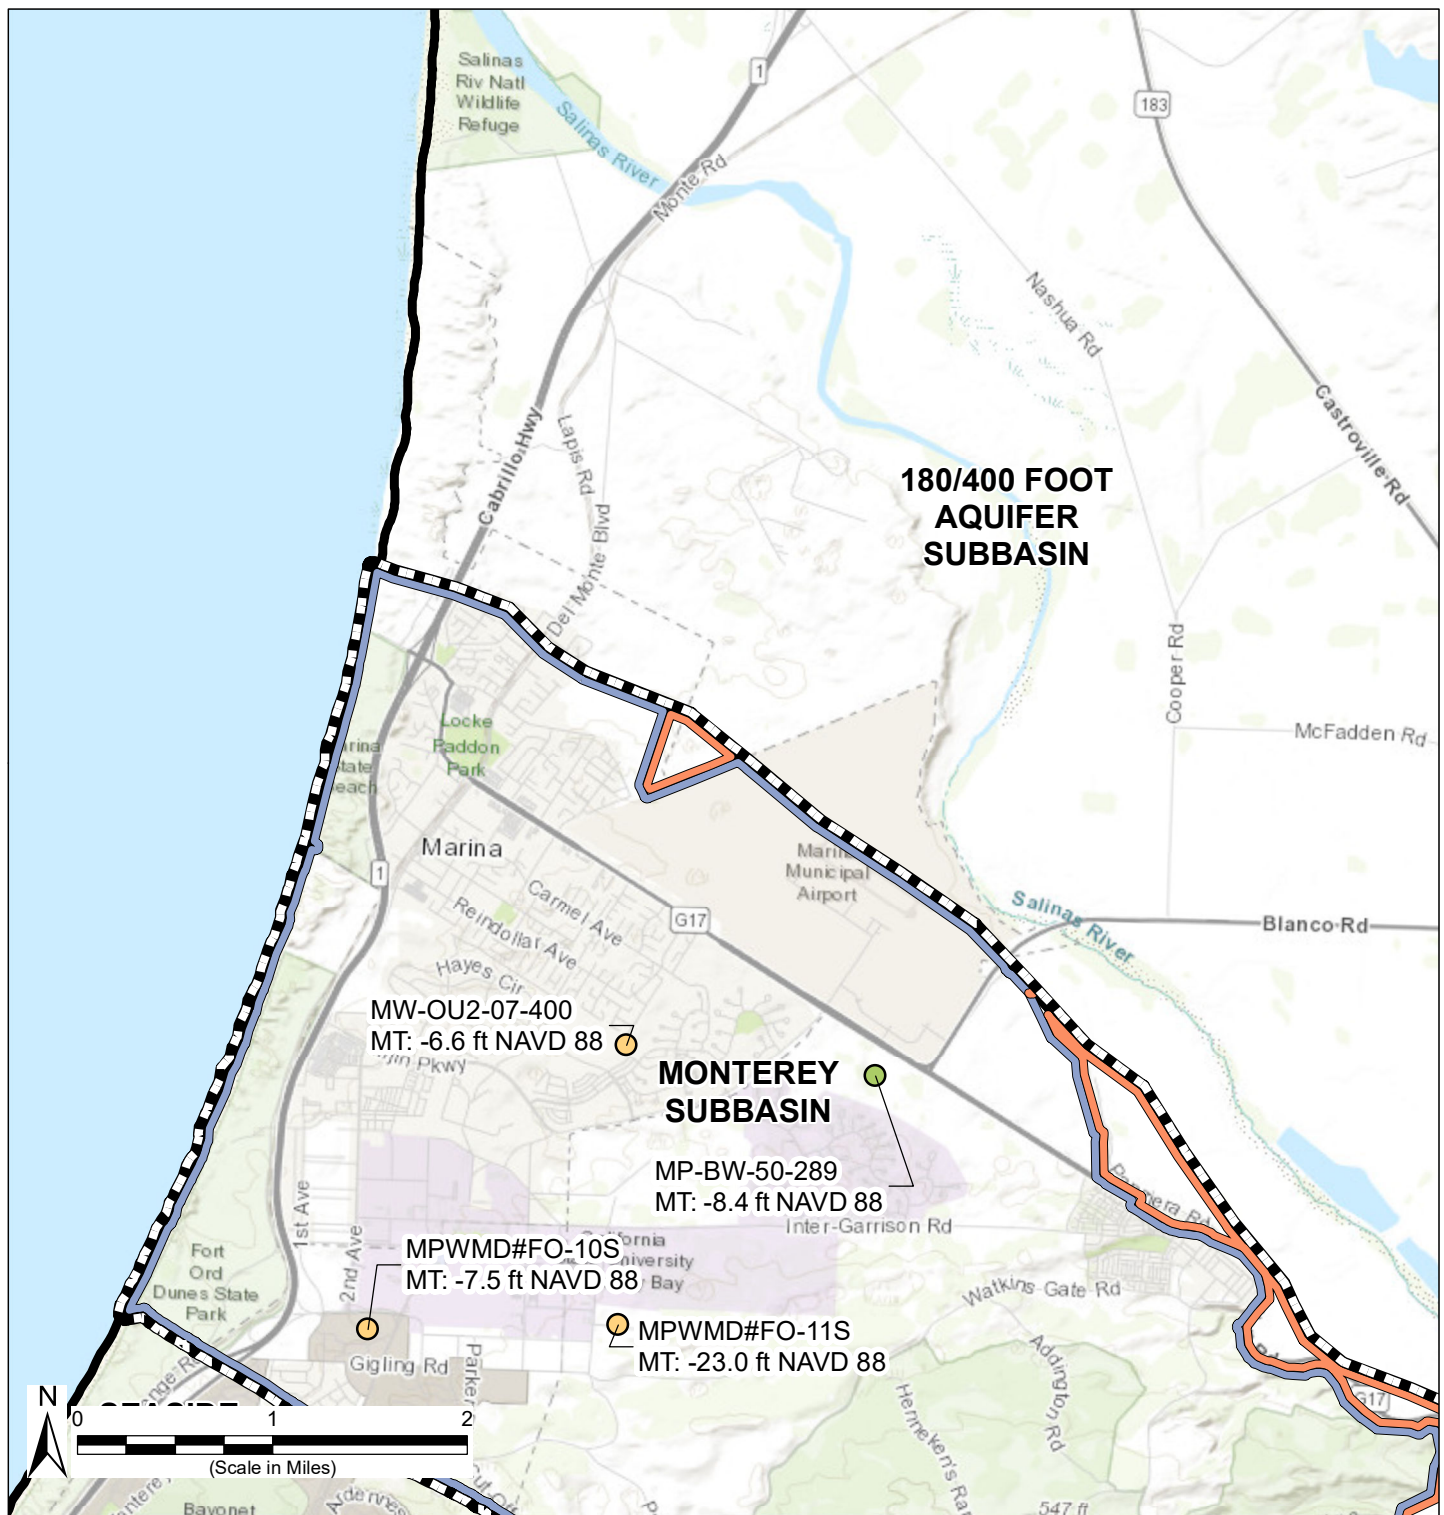 Salinas
Riv Natl
Wildlife
Refuge
1
183
Salinas River
Monte Rd
Nashua Rd
Castroville Rd
Cabrillo Hwy
Lapis Rd
180/400 FOOT
AQUIFER
SUBBASIN
Del Monte Blvd
Cooper Rd
McFadden Rd
Locke
Paddon
Park
State
Marina
Marina
Municipal
Airport
1
G17
Carmel Ave
Reindollar Ave
Hayes Cir
Salinas River
Blanco Rd
MW-OU2-07-400
MT: -6.6 ft NAVD 88
Pkwy
MONTEREY
SUBBASIN
MP-BW-50-289
MT: -8.4 ft NAVD 88
Inter-Garrison Rd
1st Ave
2nd Ave
Fort
Ord
Dunes State
Park
MPWMD#FO-10S
MT: -7.5 ft NAVD 88
Bay
Watkins Gate Rd
MPWMD#FO-11S
MT: -23.0 ft NAVD 88
Gigling Rd
Addington Rd
G17
N
0 1 2
(Scale in Miles)
Bayonet
547 ft